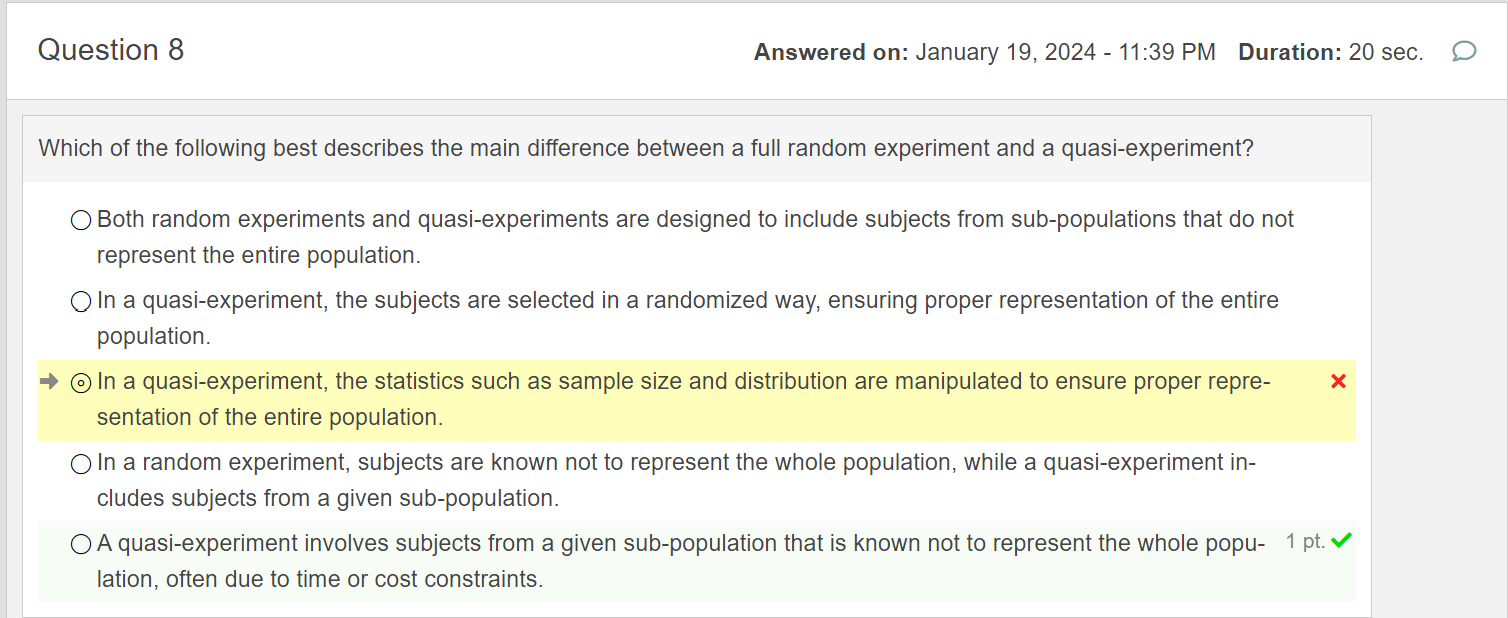 Question 8
Answered on: January 19, 2024 - 11:39 PM Duration: 20 sec.
Which of the following best describes the main difference between a full random experiment and a quasi-experiment?
Both random experiments and quasi-experiments are designed to include subjects from sub-populations that do not
represent the entire population.
In a quasi-experiment, the subjects are selected in a randomized way, ensuring proper representation of the entire
population.
In a quasi-experiment, the statistics such as sample size and distribution are manipulated to ensure proper repre-
sentation of the entire population.
In a random experiment, subjects are known not to represent the whole population, while a quasi-experiment in-
cludes subjects from a given sub-population.
A quasi-experiment involves subjects from a given sub-population that is known not to represent the whole popu- 1 pt.
lation, often due to time or cost constraints.